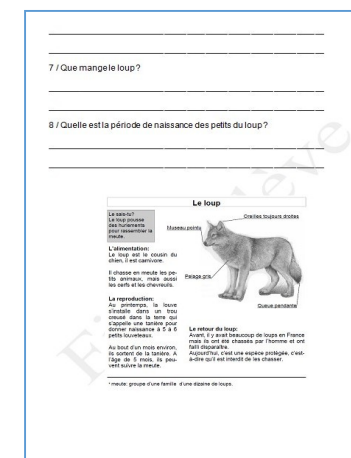 7 / Que mange le loup ?
8 / Quelle est la période de naissance des petits du loup ?
Le loup
Le sais-tu?
Le loup pousse
des hurlements
pour rassembler la
meute.
Oreilles toujours droites
Museau pointu
Pelage gris
Queue pendante
L'alimentation:
Le loup est le cousin du
chien, il est carnivore.
Il chasse en meute les pe-
tits animaux, mais aussi
les cerfs et les chevreuils.
La reproduction:
Au printemps, la louve
s'installe dans un trou
creusé dans la terre qui
s'appelle une tanière pour
donner naissance à 5 à 6
petits louveteaux.
Au bout d'un mois environ,
ils sortent de la tanière. A
l'âge de 5 mois, ils peu-
vent suivre la meute.
Le retour du loup:
Avant, il y avait beaucoup de loups en France
mais ils ont été chassés par l'homme et ont
failli disparaître.
Aujourd'hui, c'est une espèce protégée, c'est-
à-dire qu'il est interdit de les chasser.
* meute: groupe d'une famille d'une dizaine de loups.